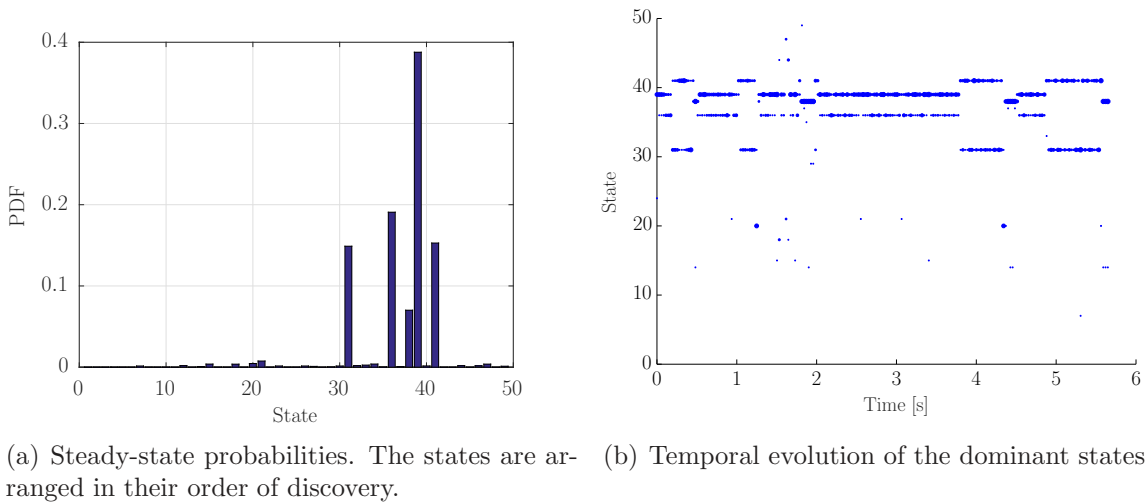 0.4
0.3
0.2
0.1
0
PDF
0 10 20 30 40 50
State
50
40
30
20
10
0
State
0 1 2 3 4 5 6
Time [s]
(a) Steady-state probabilities. The states are ar-
ranged in their order of discovery.
(b) Temporal evolution of the dominant states